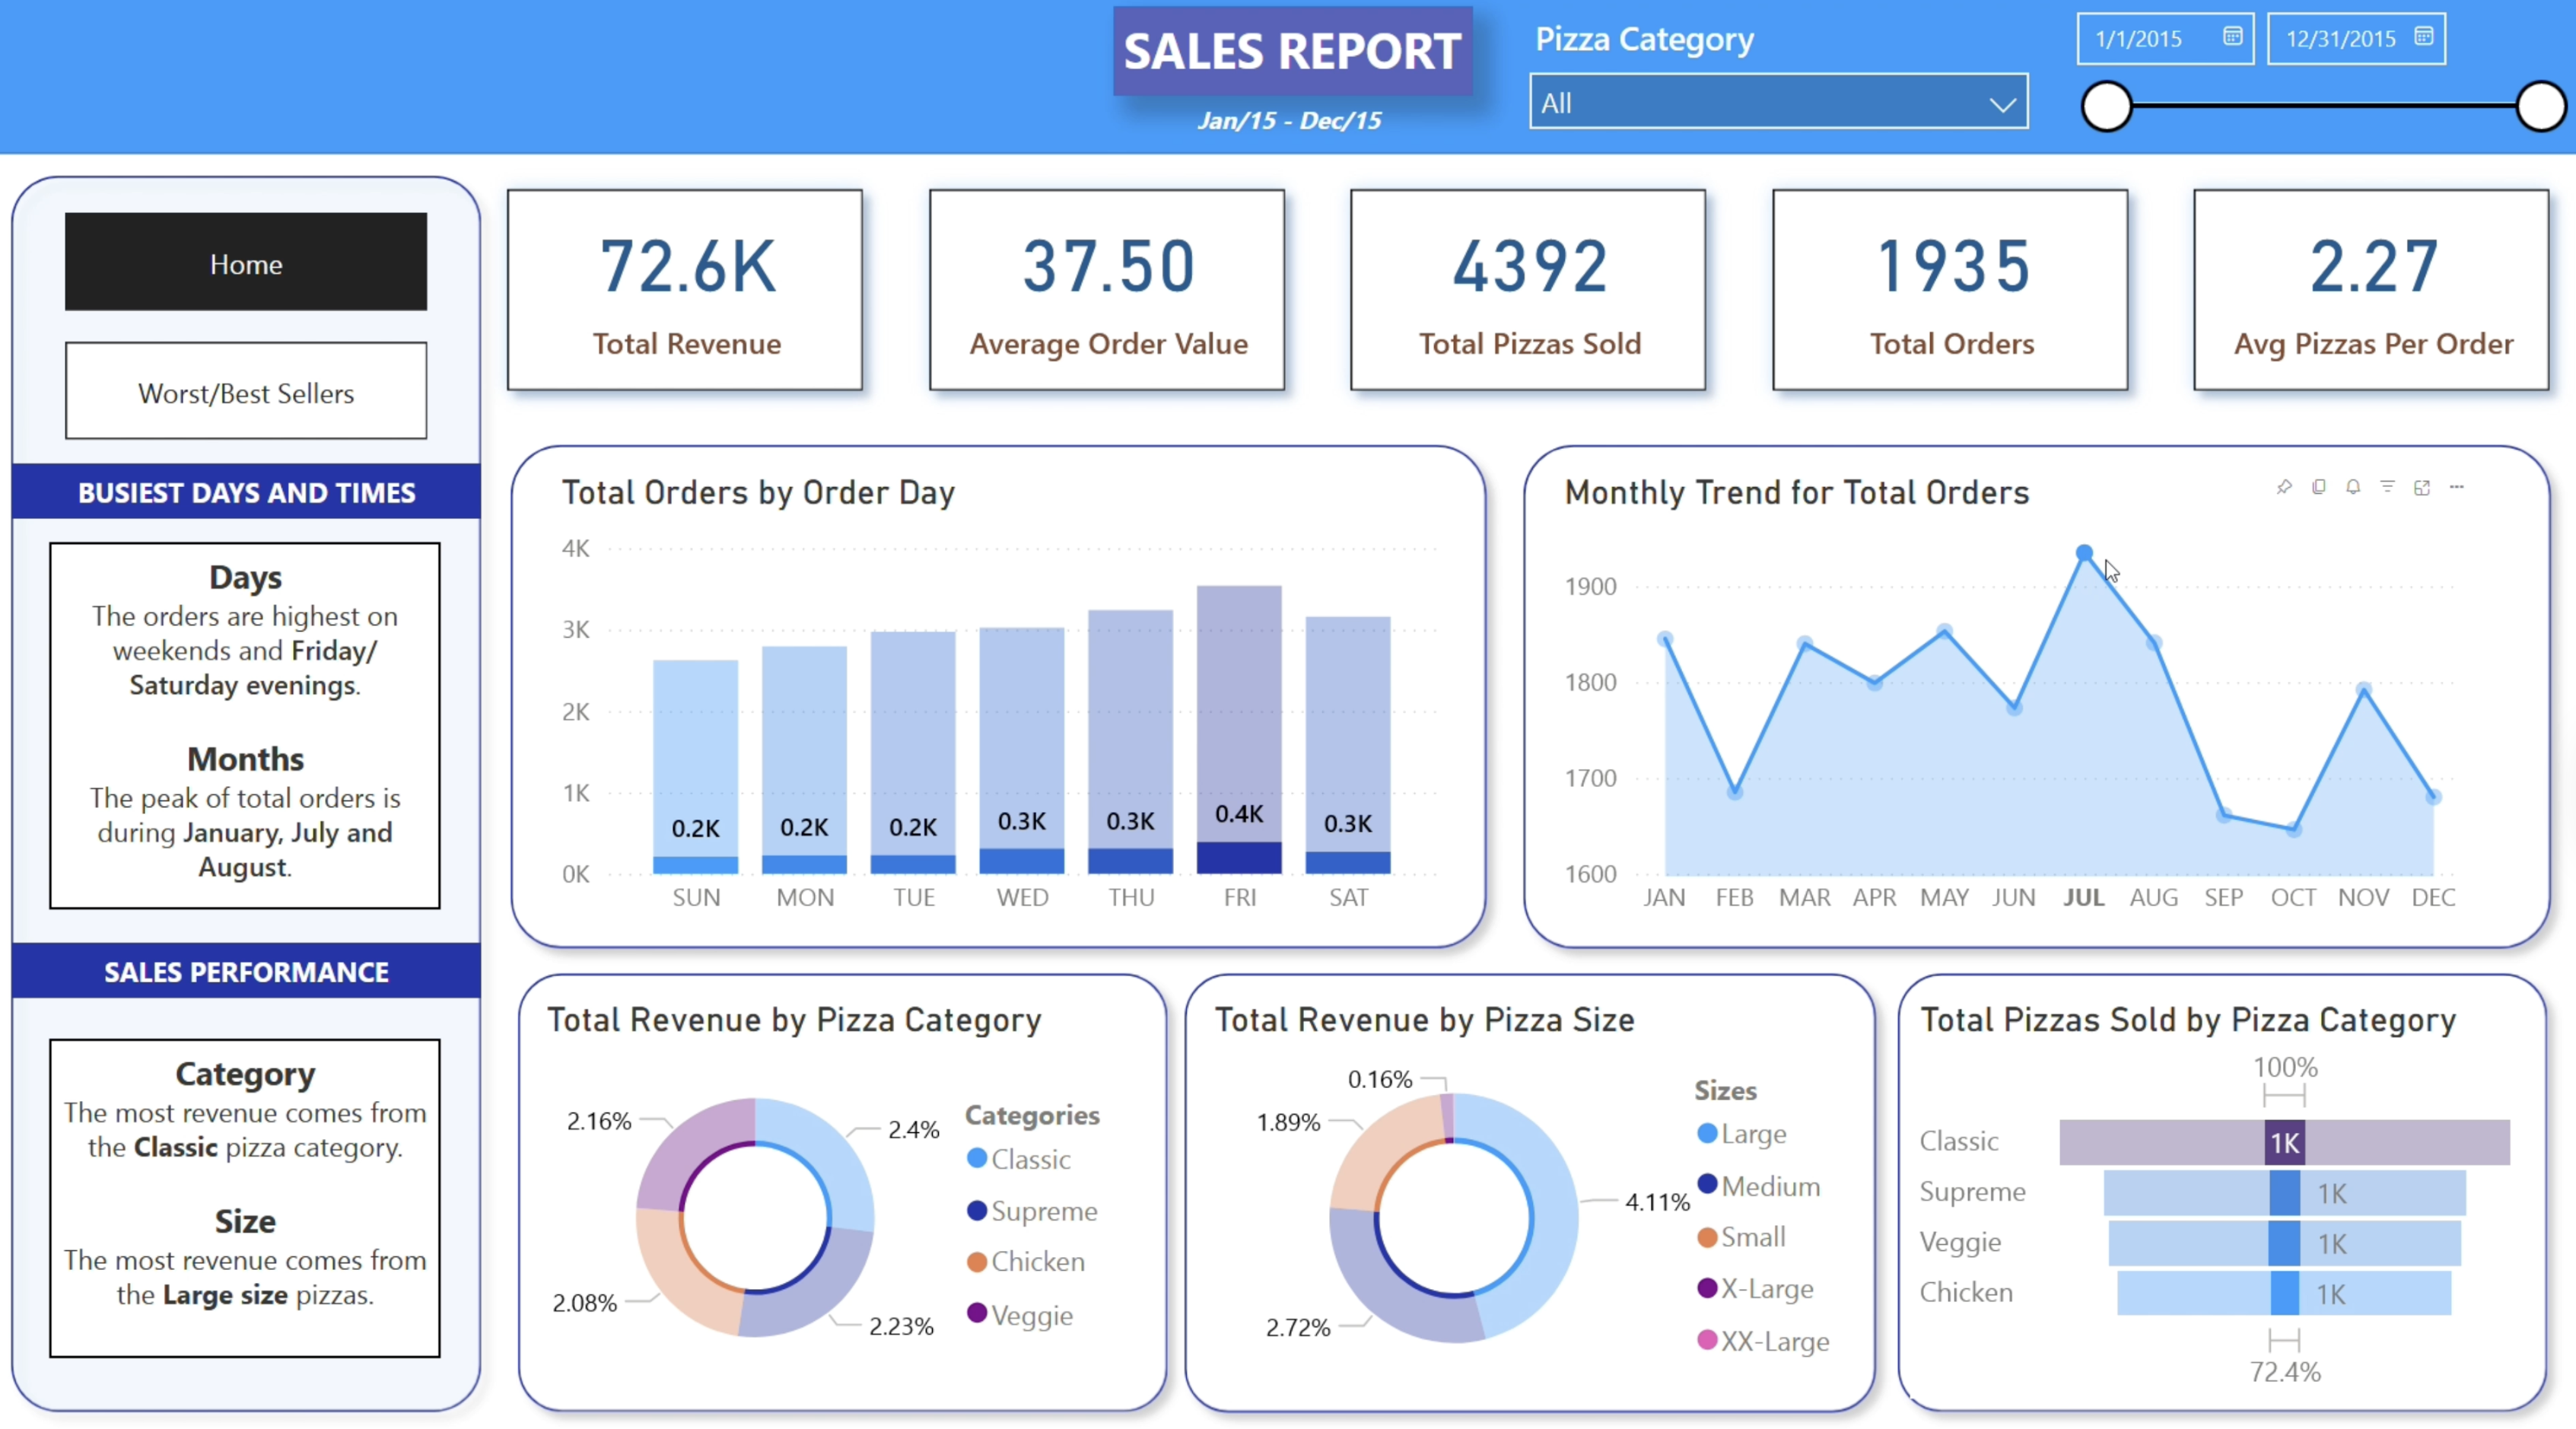 SALES REPORT
Jan/15 - Dec/15
Pizza Category
All
1/1/2015
12/31/2015
Home
Worst/Best Sellers
BUSIEST DAYS AND TIMES
Days
The orders are highest on
weekends and Friday/
Saturday evenings.
Months
The peak of total orders is
during January, July and
August.
SALES PERFORMANCE
Category
The most revenue comes from
the Classic pizza category.
Size
The most revenue comes from
the Large size pizzas.
72.6K
Total Revenue
37.50
Average Order Value
4392
Total Pizzas Sold
1935
Total Orders
2.27
Avg Pizzas Per Order
Total Orders by Order Day
4K
3K
2K
1K
0K
0.2K 0.2K 0.2K 0.3K 0.3K 0.4K 0.3K
SUN MON TUE WED THU FRI SAT
Monthly Trend for Total Orders
1900
1800
1700
1600
JAN FEB MAR APR MAY JUN JUL AUG SEP OCT NOV DEC
Total Revenue by Pizza Category
2.16%
2.4%
2.08%
2.23%
Categories
Classic
Supreme
Chicken
Veggie
Total Revenue by Pizza Size
0.16%
1.89%
4.11%
2.72%
Sizes
Large
Medium
Small
X-Large
XX-Large
Total Pizzas Sold by Pizza Category
100%
Classic 1K
Supreme 1K
Veggie 1K
Chicken 1K
72.4%